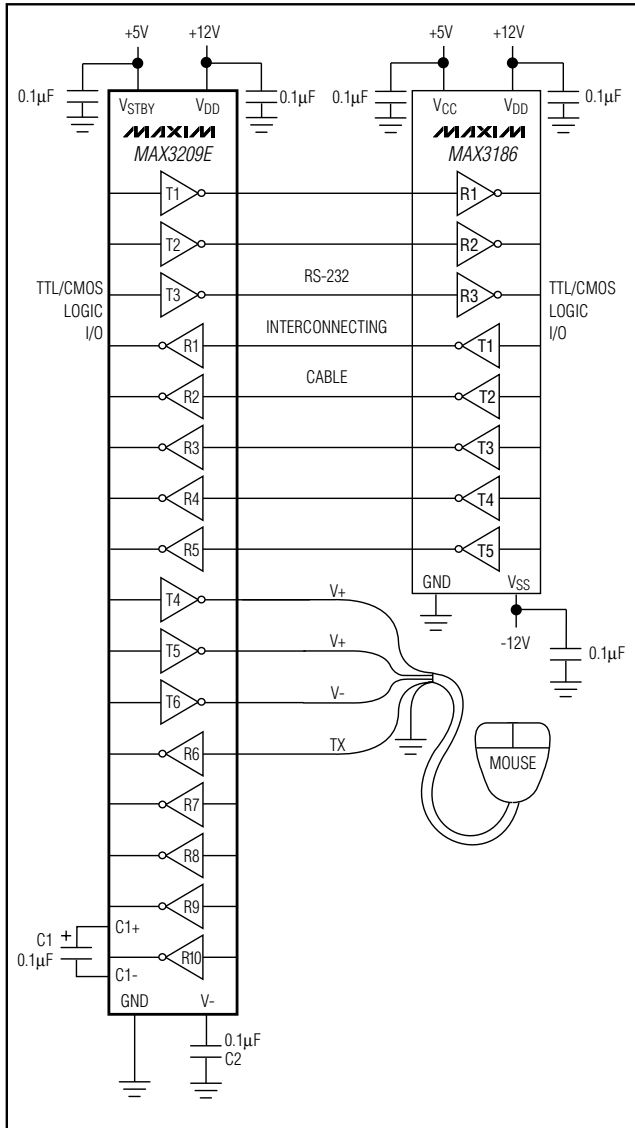 +5V +12V +5V +12V
0.1µF 0.1µF 0.1µF 0.1µF
VSTBY VDD VCC VDD
MAXIM MAXIM
MAX3209E MAX3186
T1 R1
T2 R2
RS-232
T3 R3
TTL/CMOS LOGIC I/O TTL/CMOS LOGIC I/O
INTERCONNECTING
R1 T1
CABLE
R2 T2
R3 T3
R4 T4
R5 T5
GND VSS
T4 V+
-12V 0.1µF
T5 V+
T6 V-
R6 TX
MOUSE
R7
R8
R9
C1 + C1+
0.1µF R10
C1-
GND V-
0.1µF
C2